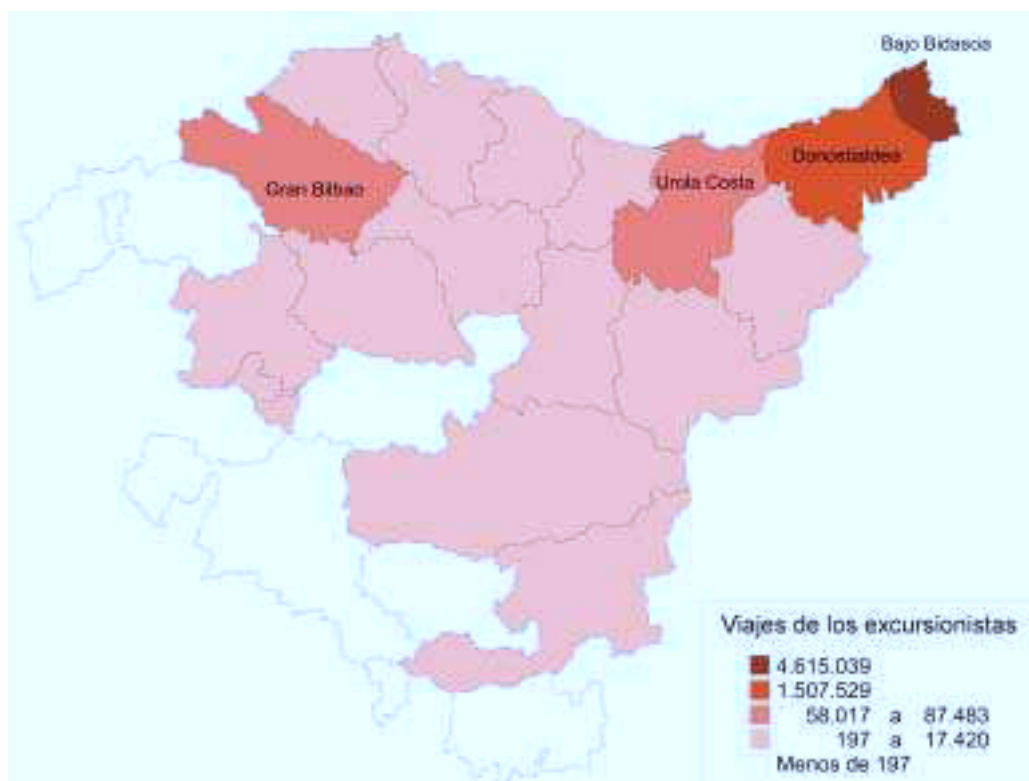 Bajo Bidasoa
Donostialdea
Urola Costa
Gran Bilbao
Viajes de los excursionistas
4.615.039
1.507.529
58.017 a 87.483
197 a 17.420
Menos de 197